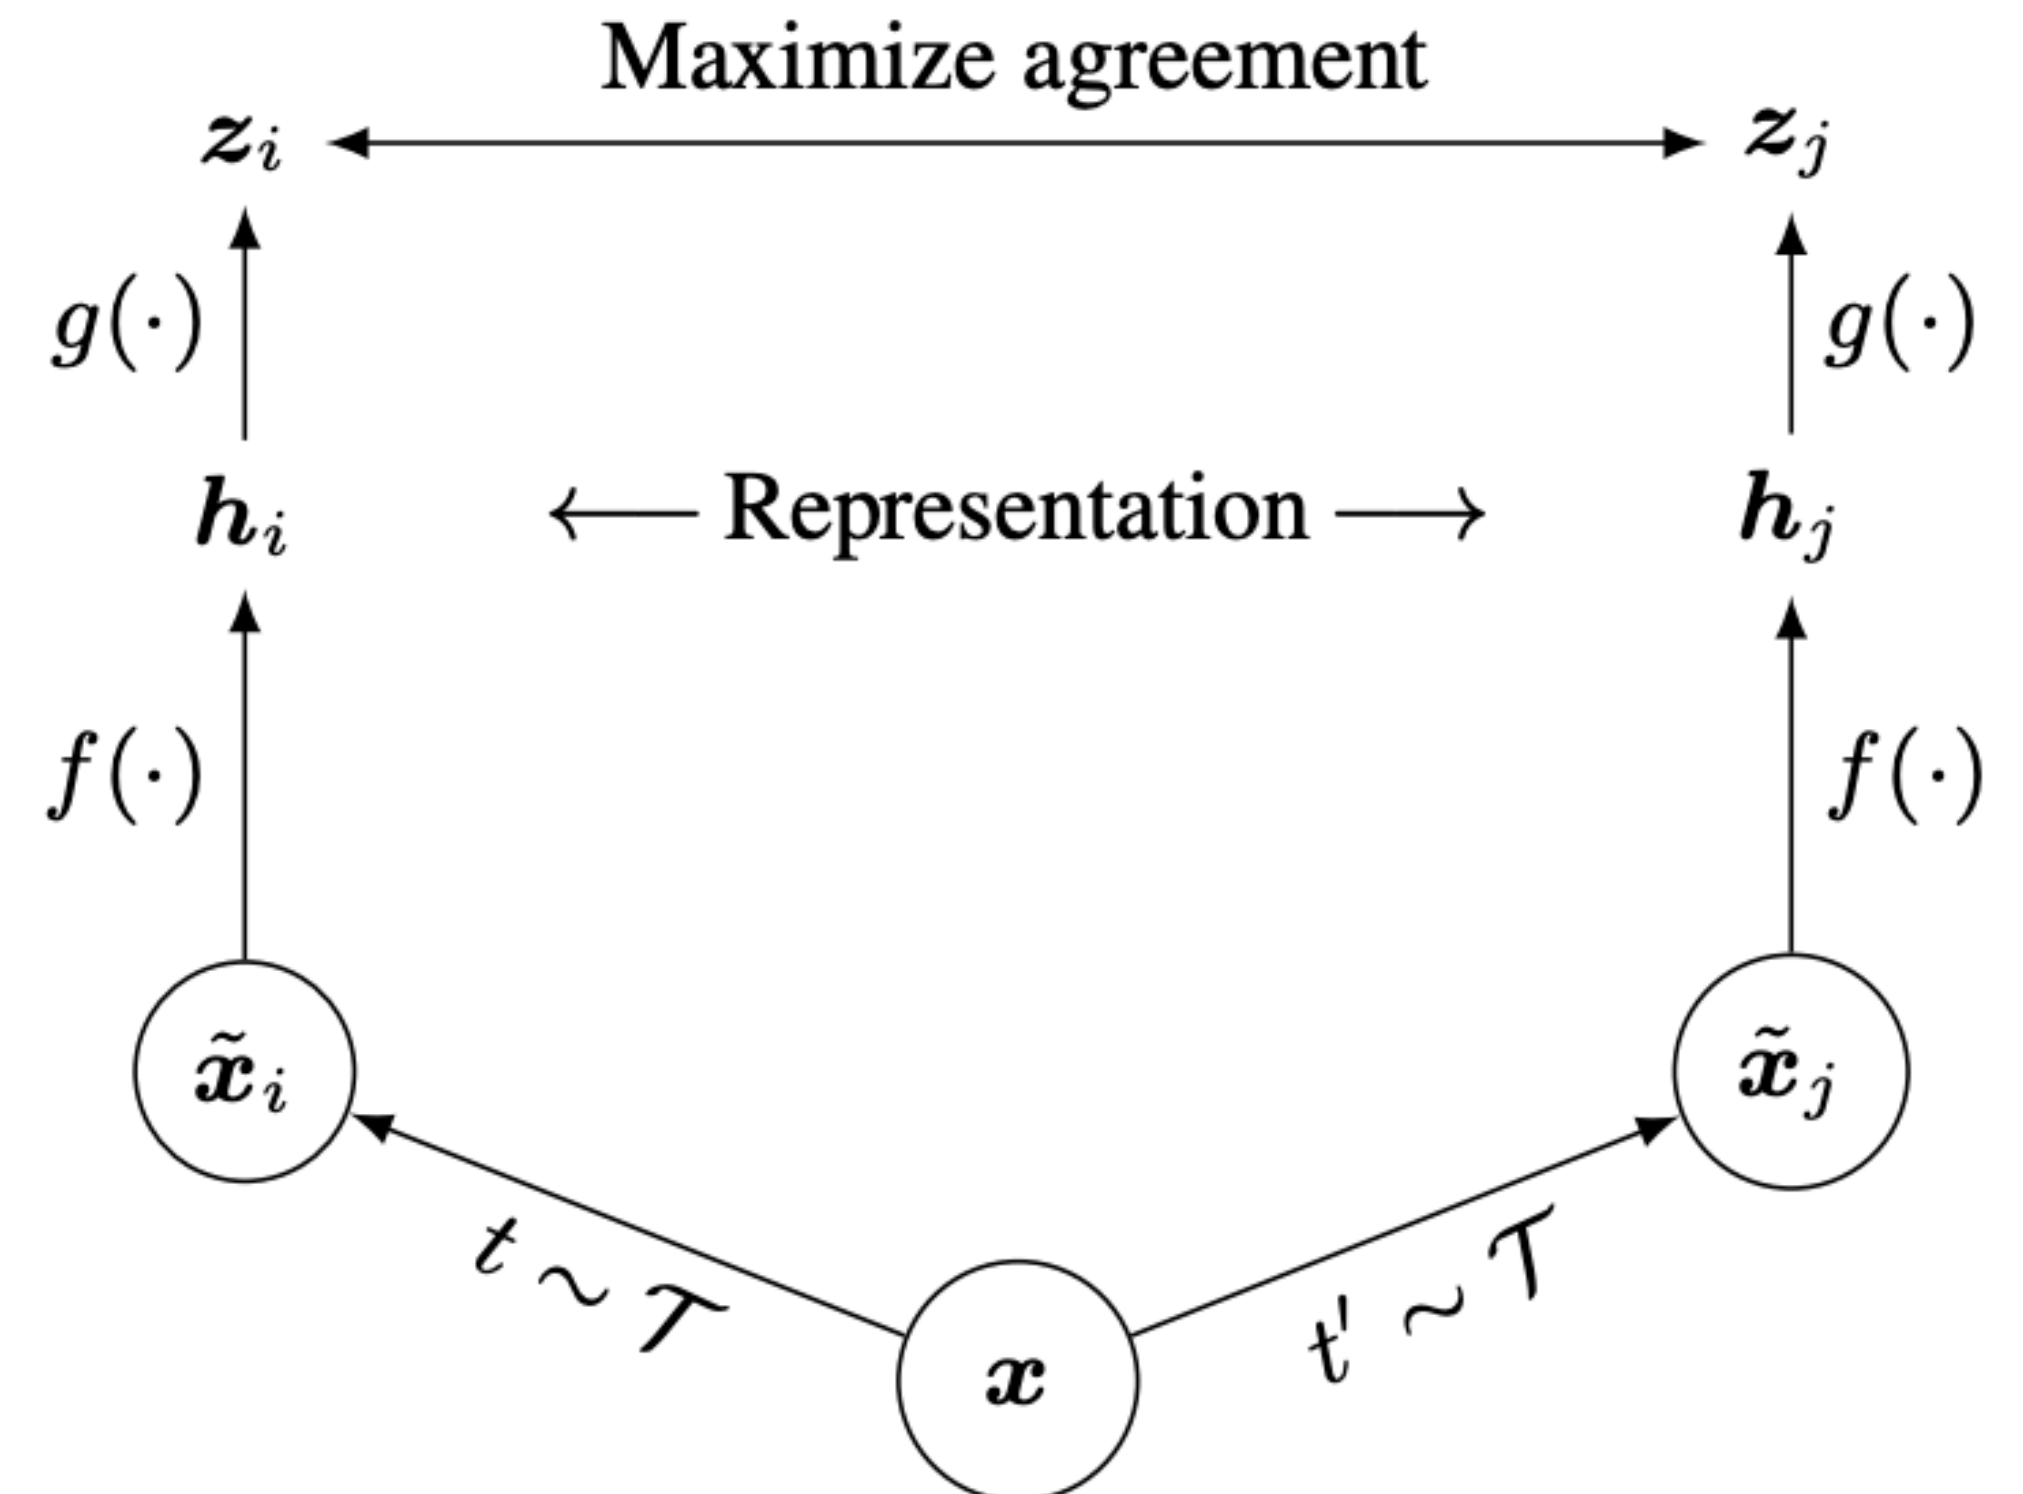 Maximize agreement
z_i z_j
g(·) g(·)
h_i ← Representation → h_j
f(·) f(·)
x̃_i x̃_j
t ~ 𝒯 t′ ~ 𝒯
x